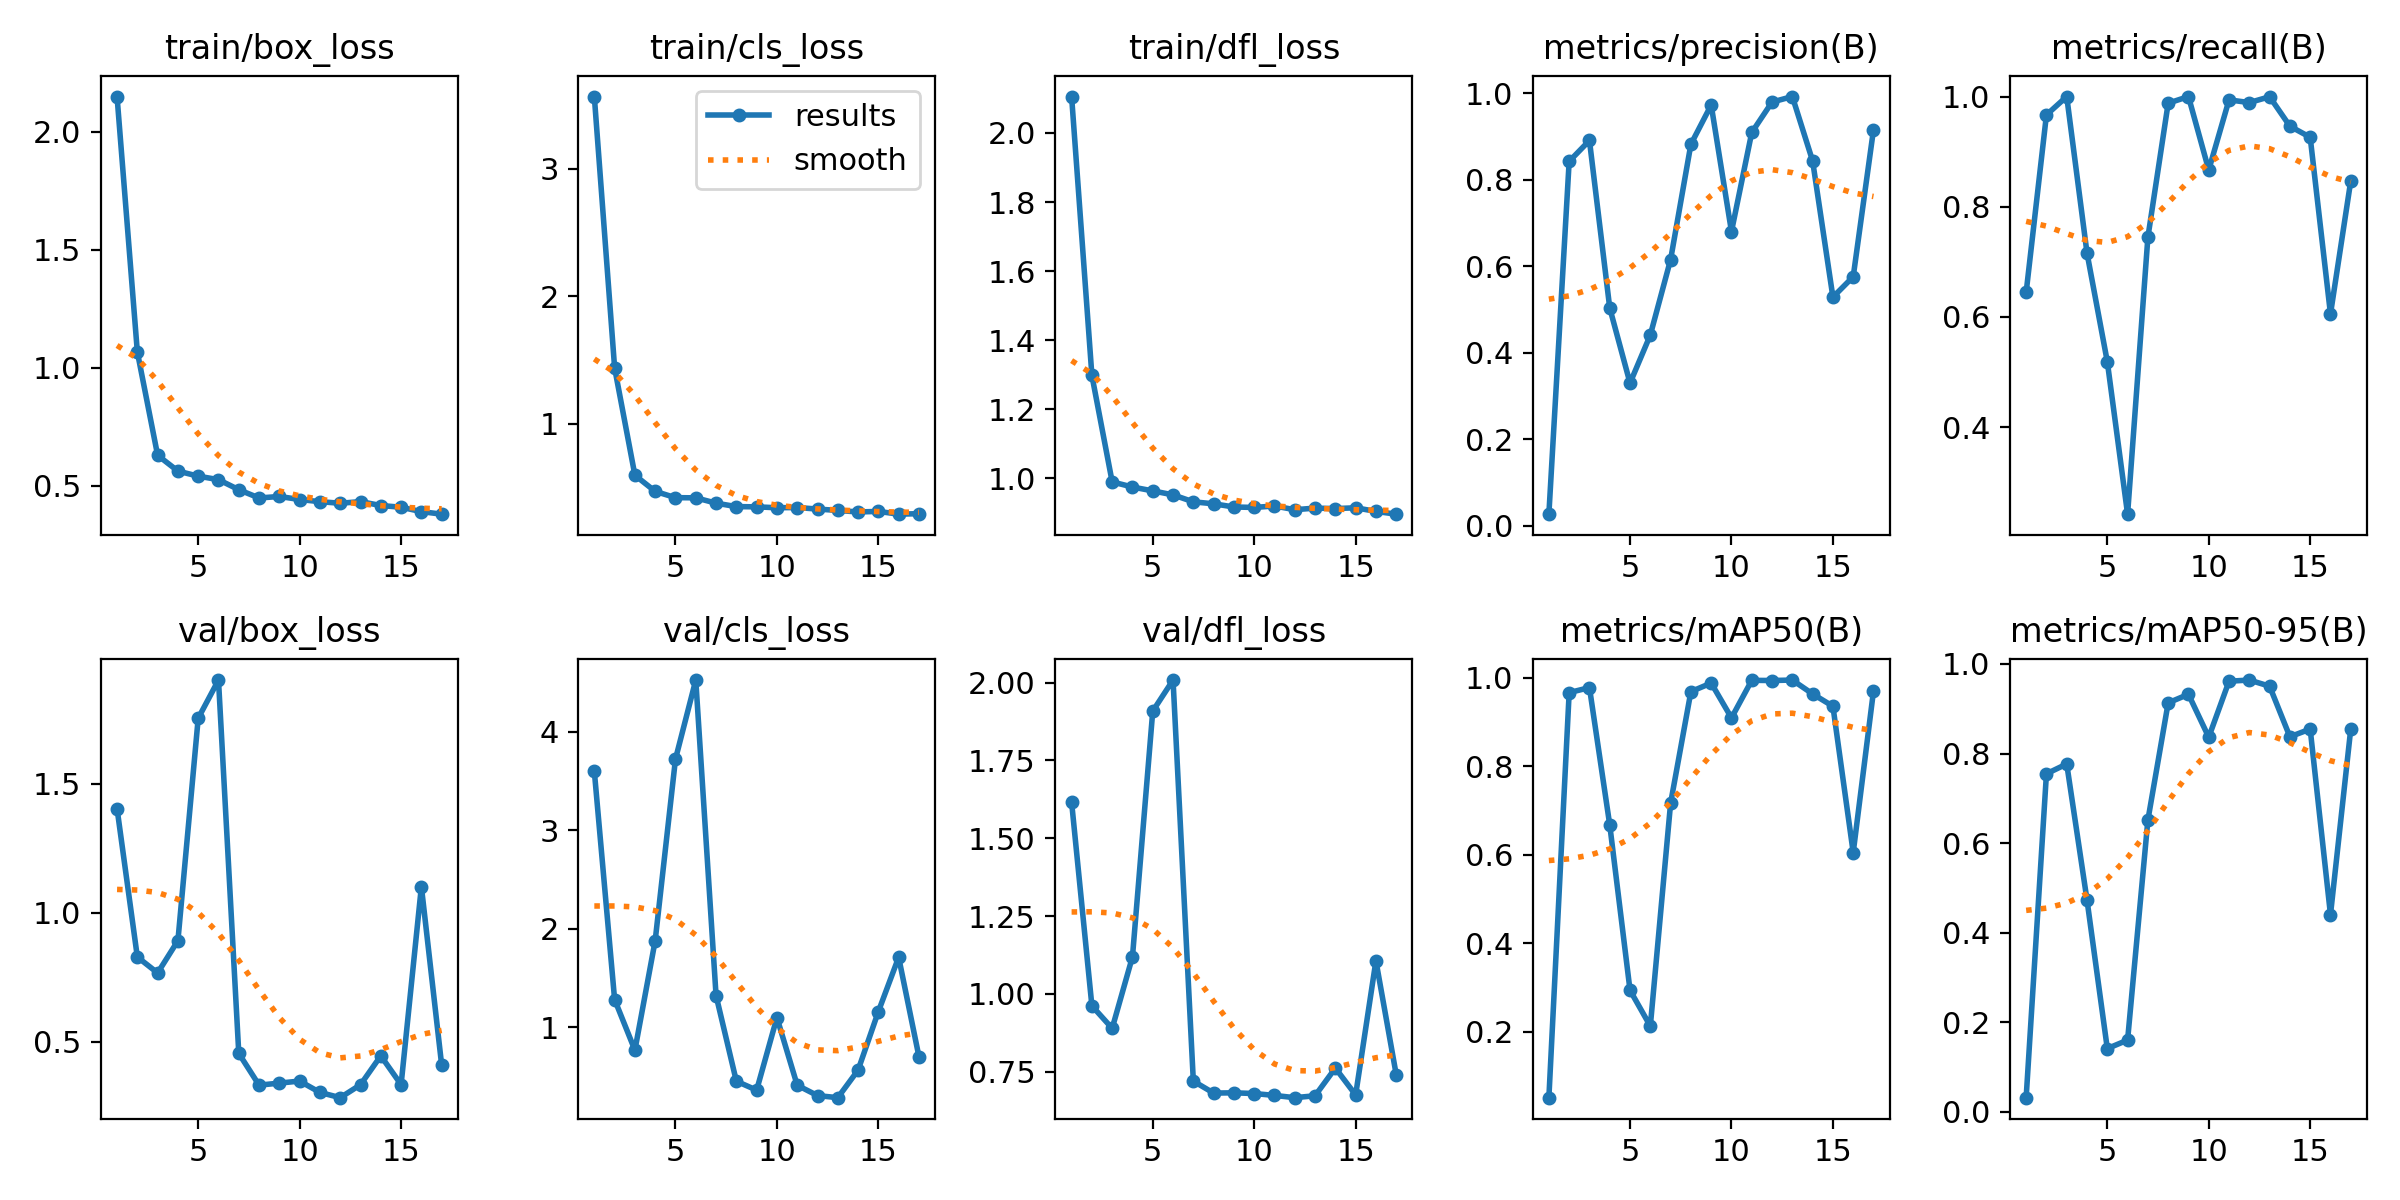 train/box_loss
2.0
1.5
1.0
0.5
5 10 15
train/cls_loss
results
smooth
3
2
1
5 10 15
train/dfl_loss
2.0
1.8
1.6
1.4
1.2
1.0
5 10 15
metrics/precision(B)
1.0
0.8
0.6
0.4
0.2
0.0
5 10 15
metrics/recall(B)
1.0
0.8
0.6
0.4
5 10 15
val/box_loss
1.5
1.0
0.5
5 10 15
val/cls_loss
4
3
2
1
5 10 15
val/dfl_loss
2.00
1.75
1.50
1.25
1.00
0.75
5 10 15
metrics/mAP50(B)
1.0
0.8
0.6
0.4
0.2
5 10 15
metrics/mAP50-95(B)
1.0
0.8
0.6
0.4
0.2
0.0
5 10 15